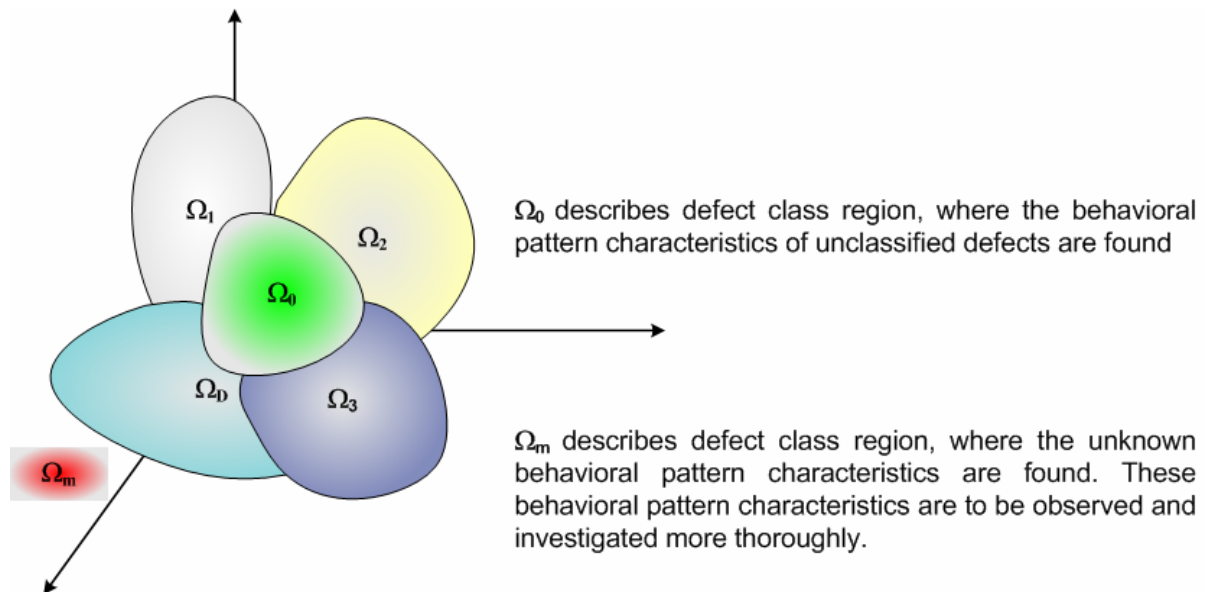 Ω1
Ω2
Ω0 describes defect class region, where the behavioral
pattern characteristics of unclassified defects are found
Ω0
ΩD
Ω3
Ωm describes defect class region, where the unknown
behavioral pattern characteristics are found. These
behavioral pattern characteristics are to be observed and
investigated more thoroughly.
Ωm